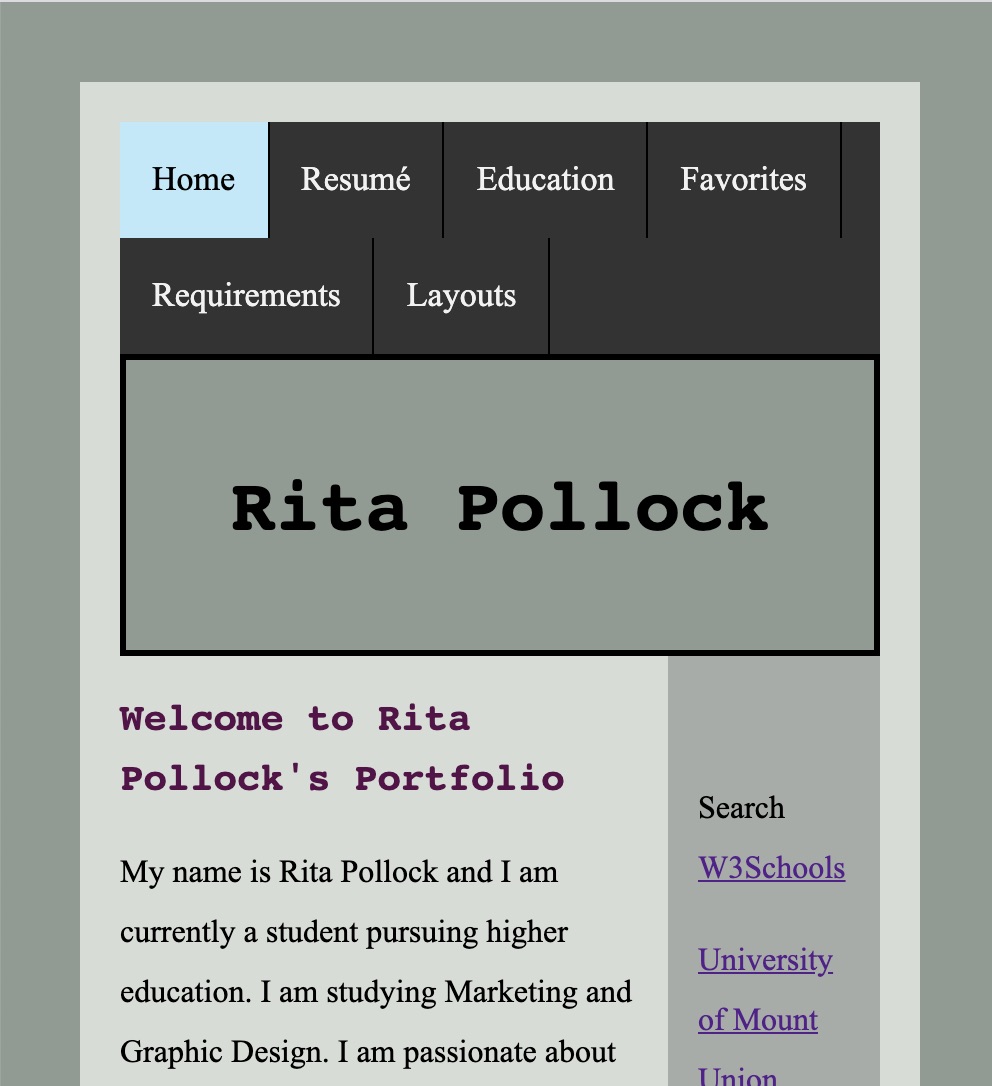 Home Resumé Education Favorites
Requirements Layouts
Rita Pollock
Welcome to Rita
Pollock's Portfolio
My name is Rita Pollock and I am
currently a student pursuing higher
education. I am studying Marketing and
Graphic Design. I am passionate about
Search
W3Schools
University
of Mount
Union